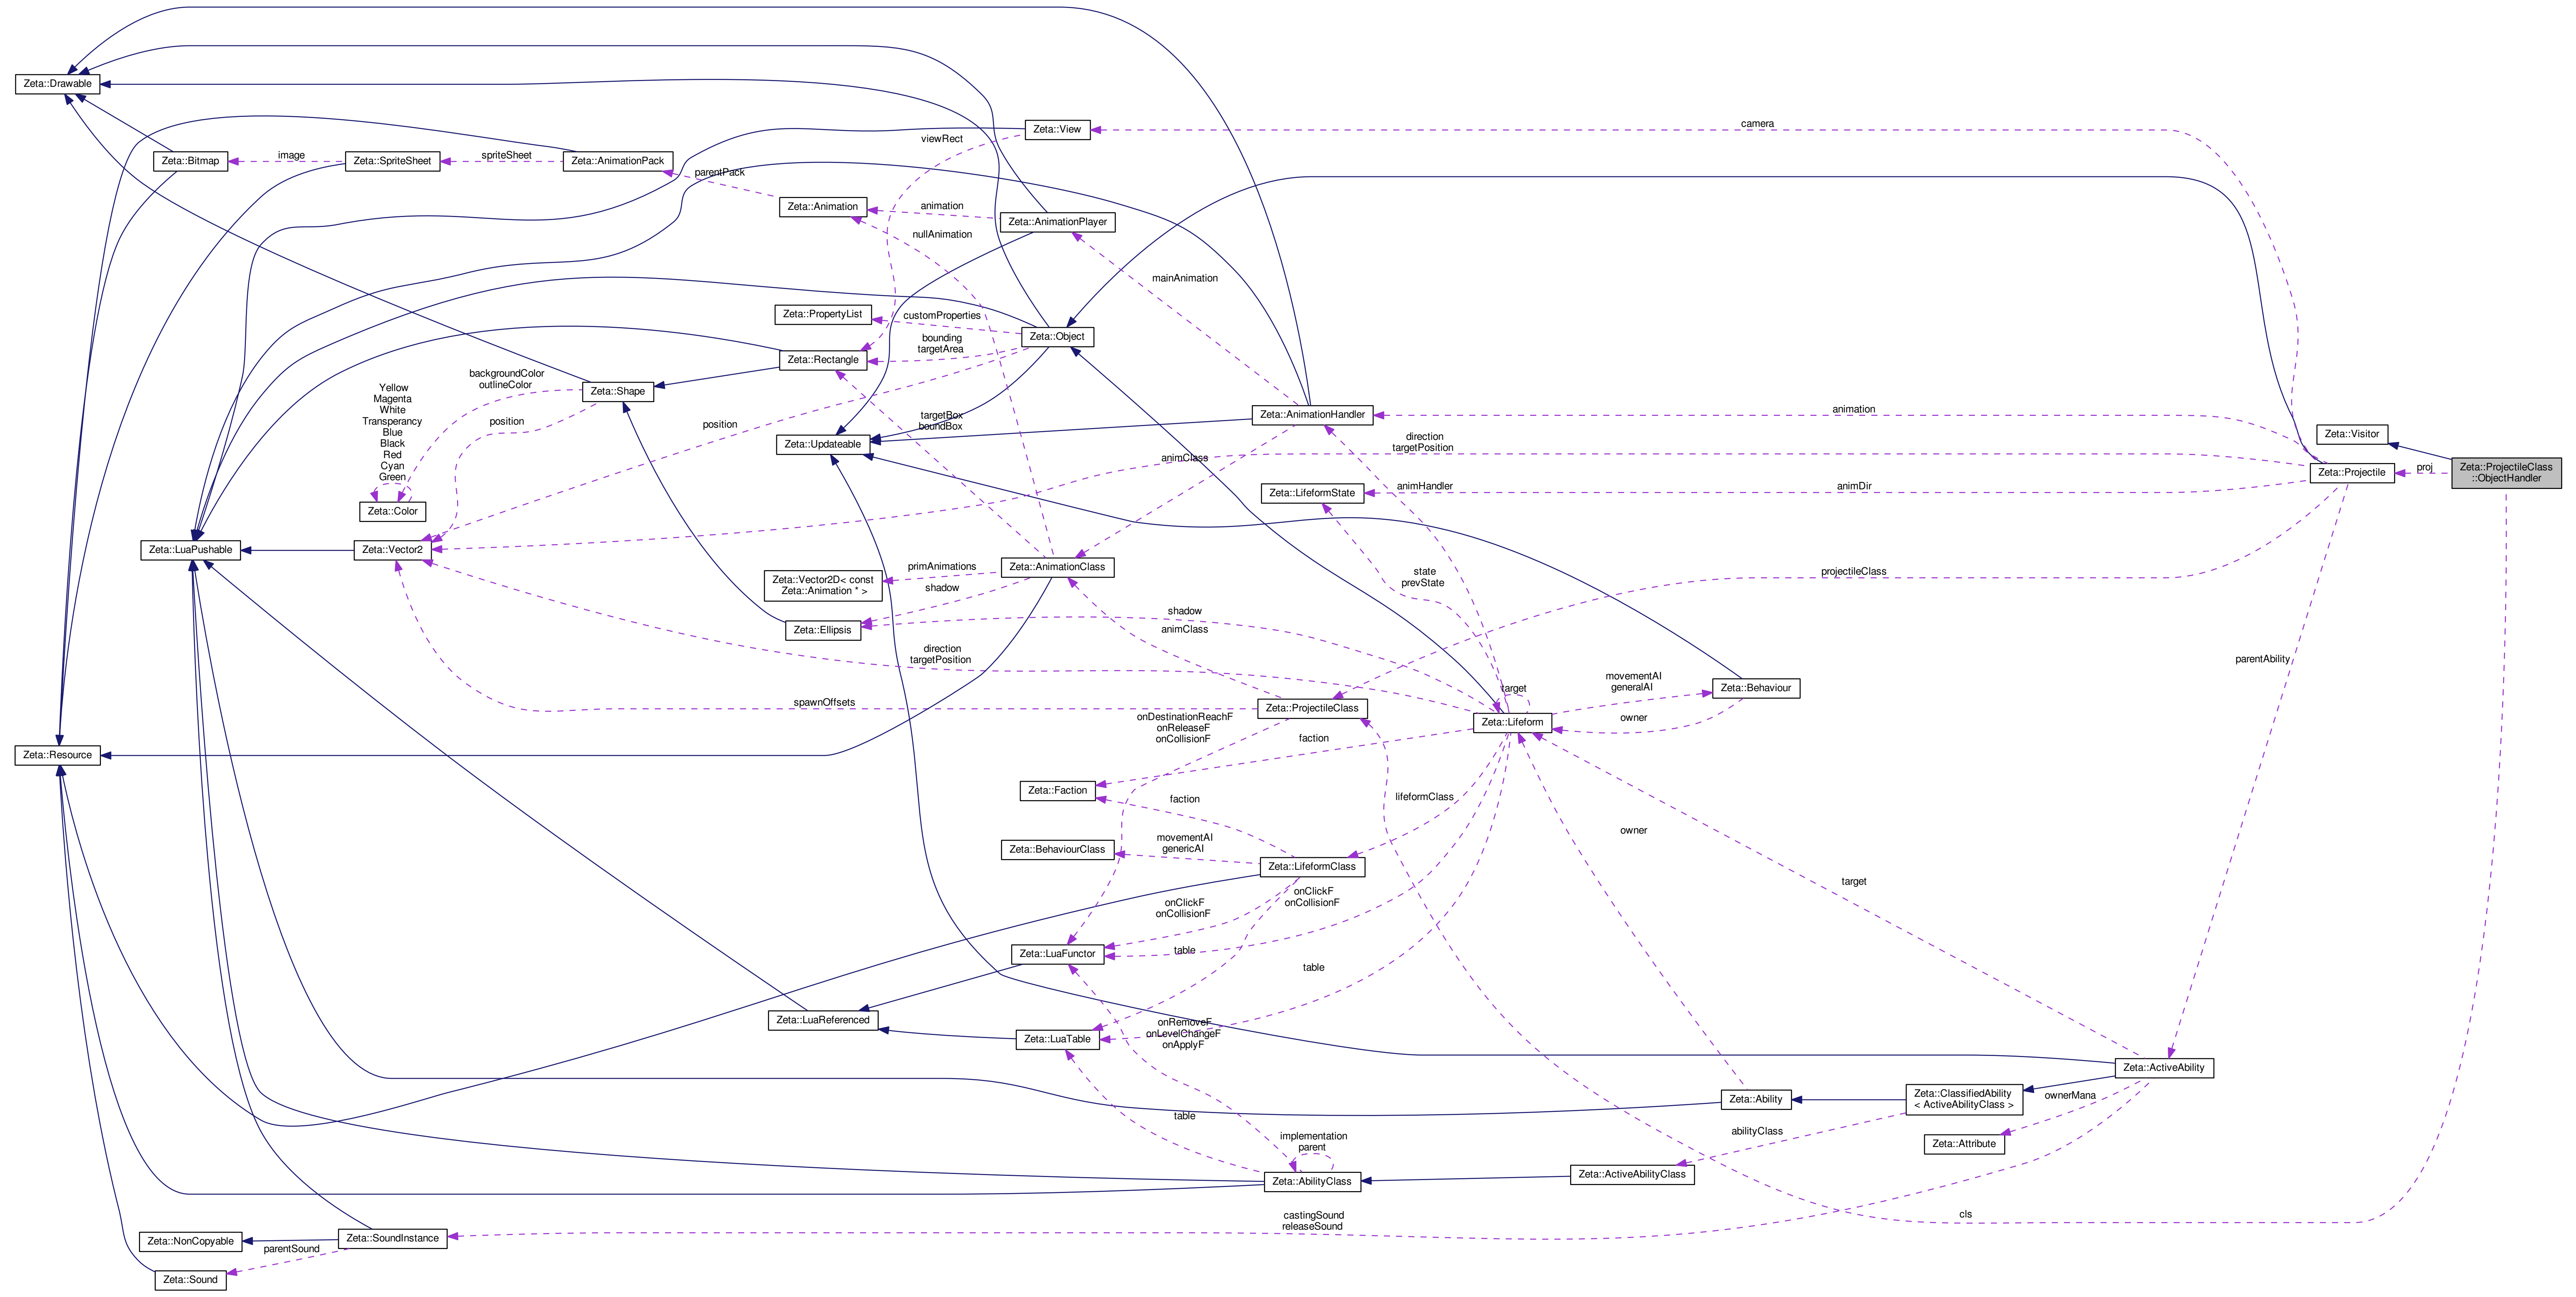 Zeta::Drawable
Zeta::View
camera
viewRect
Zeta::Bitmap
image
Zeta::SpriteSheet
spriteSheet
Zeta::AnimationPack
parentPack
Zeta::Animation
animation
Zeta::AnimationPlayer
nullAnimation
mainAnimation
Zeta::PropertyList
customProperties
Zeta::Object
bounding
targetArea
Zeta::Rectangle
backgroundColor
outlineColor
Zeta::Shape
Yellow
Magenta
White
Transperancy
Blue
Black
Red
Cyan
Green
position
position
targetBox
boundBox
Zeta::AnimationHandler
animation
Zeta::Updateable
direction
targetPosition
Zeta::Visitor
animClass
Zeta::Projectile
proj
Zeta::ProjectileClass
::ObjectHandler
Zeta::LifeformState
animHandler
animDir
Zeta::Color
Zeta::LuaPushable
Zeta::Vector2
Zeta::AnimationClass
primAnimations
Zeta::Vector2D< const
Zeta::Animation * >
shadow
state
prevState
projectileClass
shadow
Zeta::Ellipsis
animClass
direction
targetPosition
parentAbility
movementAI
generalAI
Zeta::Behaviour
target
spawnOffsets
Zeta::ProjectileClass
onDestinationReachF
onReleaseF
onCollisionF
Zeta::Lifeform
owner
faction
Zeta::Resource
Zeta::Faction
faction
lifeformClass
owner
movementAI
genericAI
Zeta::BehaviourClass
Zeta::LifeformClass
target
onClickF
onCollisionF
onClickF
onCollisionF
Zeta::LuaFunctor
table
table
Zeta::LuaReferenced
onRemoveF
onLevelChangeF
onApplyF
Zeta::LuaTable
Zeta::ActiveAbility
Zeta::Ability
Zeta::ClassifiedAbility
< ActiveAbilityClass >
ownerMana
table
implementation
parent
abilityClass
Zeta::Attribute
Zeta::AbilityClass
Zeta::ActiveAbilityClass
castingSound
releaseSound
cls
Zeta::NonCopyable
Zeta::SoundInstance
parentSound
Zeta::Sound